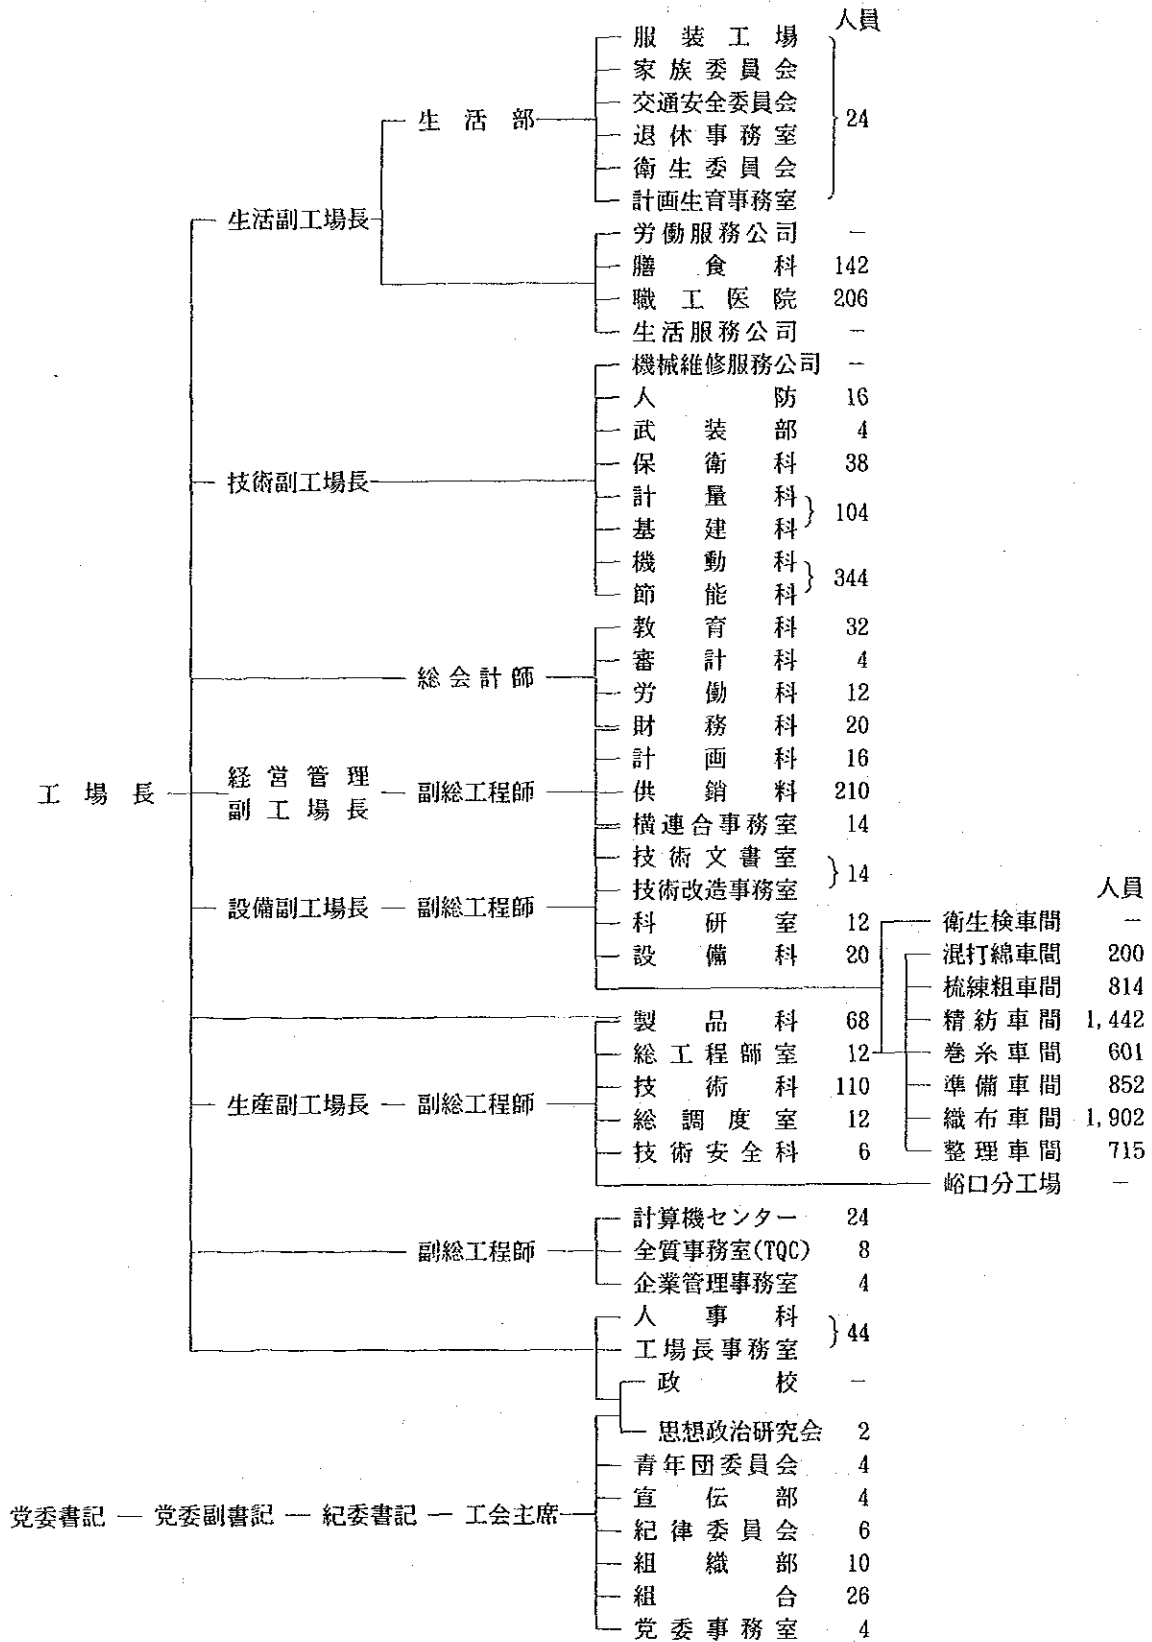 人員
服装工場
家族委員会
交通安全委員会
生活部 24
退休事務室
衛生委員会
計画生育事務室
生活副工場長
労働服務公司 －
膳食科 142
職工医院 206
生活服務公司 －
機械維修服務公司 －
人防 16
武装部 4
保衛科 38
技術副工場長
計量科
104
基建科
機動科
344
節能科
教育科 32
審計科 4
総会計師
労働科 12
財務科 20
計画科 16
工場長 経営管理副工場長 副総工程師 供銷料 210
横連合事務室 14
技術文書室
14
技術改造事務室
人員
設備副工場長 副総工程師
科研室 12 衛生検車間 －
設備科 20 混打綿車間 200
梳練粗車間 814
製品科 68 精紡車間 1,442
総工程師室 12 巻糸車間 601
技術科 110 準備車間 852
生産副工場長 副総工程師
総調度室 12 織布車間 1,902
技術安全科 6 整理車間 715
峪口分工場 －
計算機センター 24
副総工程師 全質事務室(TQC) 8
企業管理事務室 4
人事科
44
工場長事務室
政校 －
思想政治研究会 2
青年団委員会 4
宣伝部 4
党委書記 － 党委副書記 － 紀委書記 － 工会主席
紀律委員会 6
組織部 10
組合 26
党委事務室 4